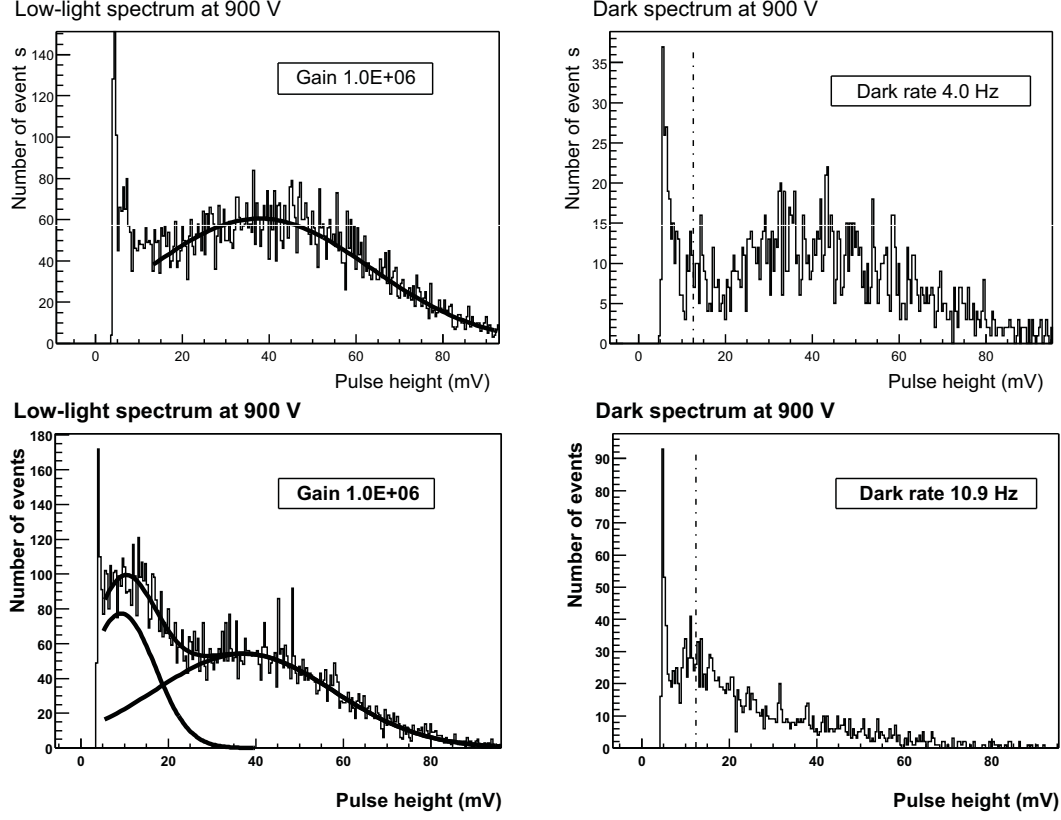 Low-light spectrum at 900 V
Number of event s
140
120
100
80
60
40
20
0
Gain 1.0E+06
0 20 40 60 80
Pulse height (mV)
Dark spectrum at 900 V
Number of event s
35
30
25
20
15
10
5
0
Dark rate 4.0 Hz
0 20 40 60 80
Pulse height (mV)
Low-light spectrum at 900 V
Number of events
180
160
140
120
100
80
60
40
20
0
Gain 1.0E+06
0 20 40 60 80
Pulse height (mV)
Dark spectrum at 900 V
Number of events
90
80
70
60
50
40
30
20
10
0
Dark rate 10.9 Hz
0 20 40 60 80
Pulse height (mV)